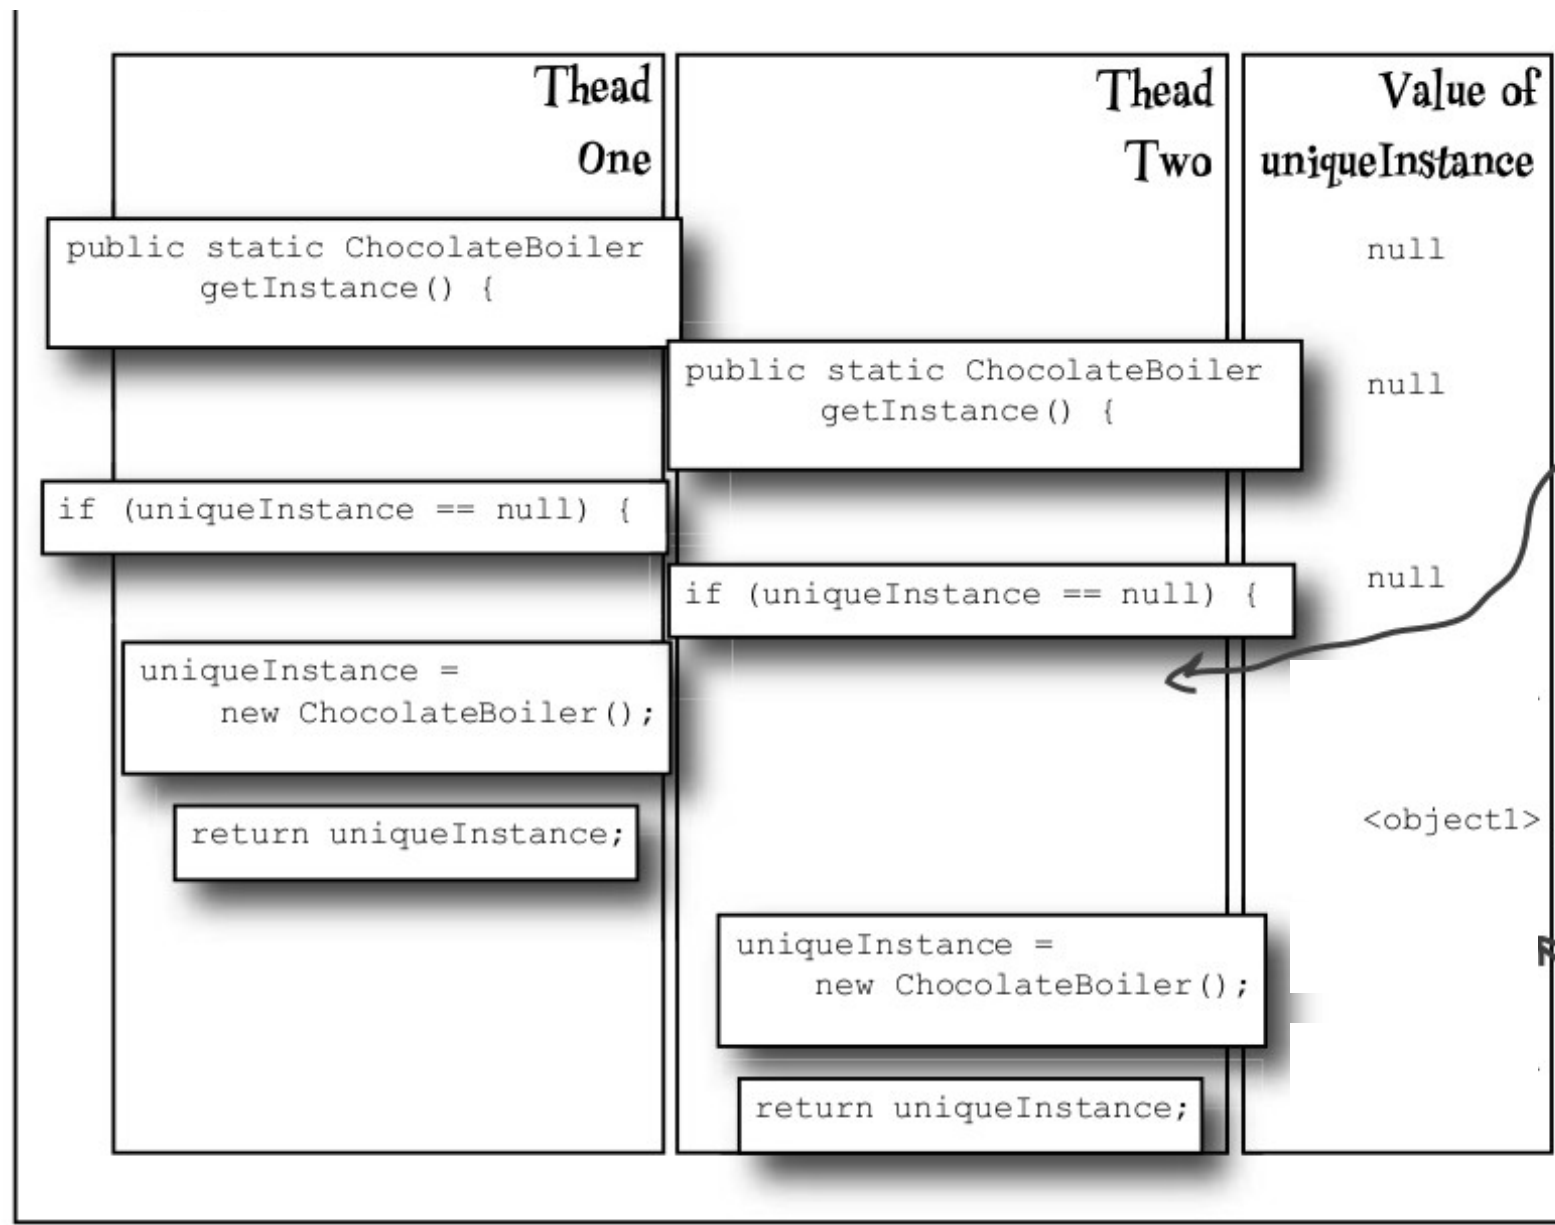 Thead
One
Thead
Two
Value of
uniqueInstance
public static ChocolateBoiler
getInstance() {
null
public static ChocolateBoiler
getInstance() {
null
if (uniqueInstance == null) {
if (uniqueInstance == null) {
null
uniqueInstance =
new ChocolateBoiler();
return uniqueInstance;
<object1>
uniqueInstance =
new ChocolateBoiler();
return uniqueInstance;